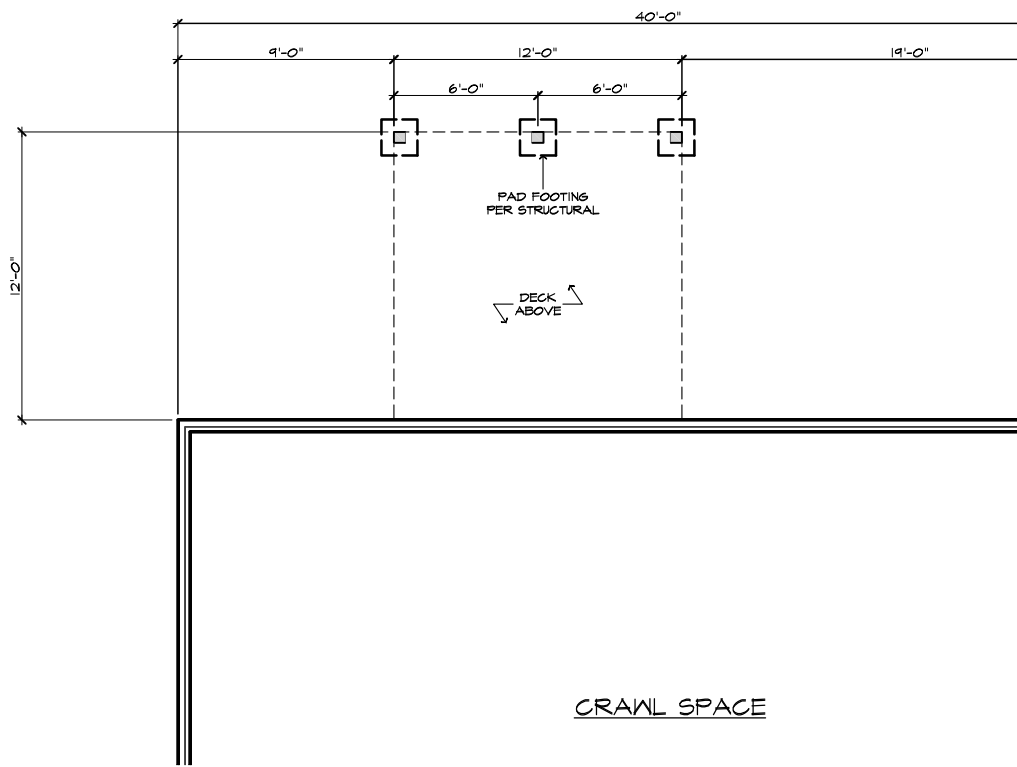 40'-0"
9'-0"
12'-0"
19'-0"
6'-0"
6'-0"
PAD FOOTING
PER STRUCTURAL
12'-0"
DECK
ABOVE
CRAWL SPACE